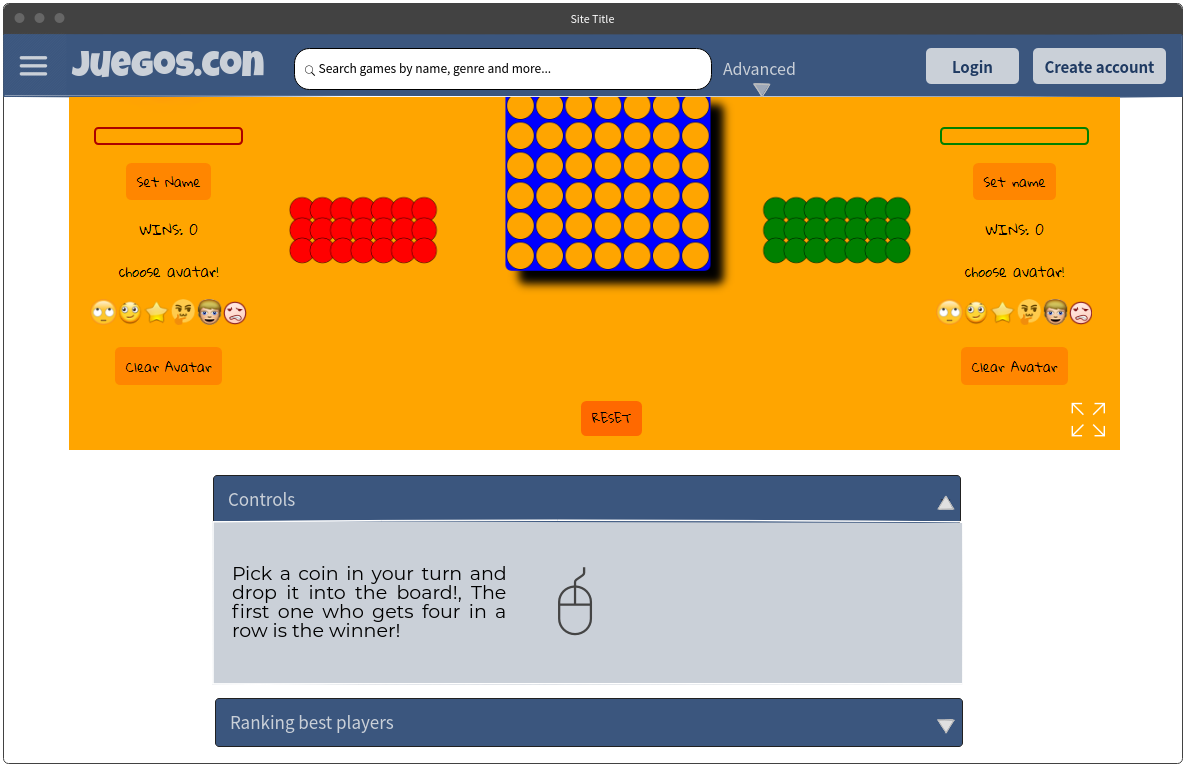 Site Title
Juegos.con
Search games by name, genre and more...
Advanced
Login
Create account
Set Name
Set name
WINS: 0
WINS: 0
choose avatar!
choose avatar!
Clear Avatar
Clear Avatar
RESET
Controls
Pick a coin in your turn and
drop it into the board!, The
first one who gets four in a
row is the winner!
Ranking best players